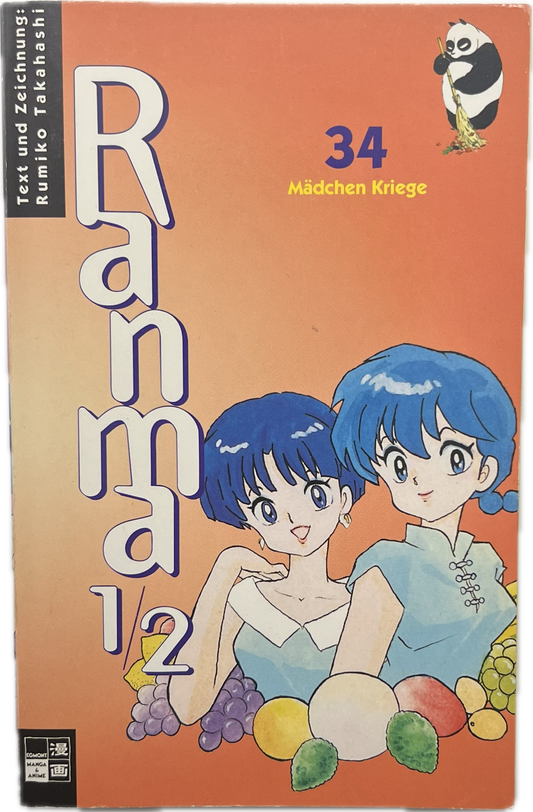 Text und Zeichnung:
Rumiko Takahashi
Ranma
1/2
34
Mädchen Kriege
EGMONT
MANGA
&
ANIME
漫
画